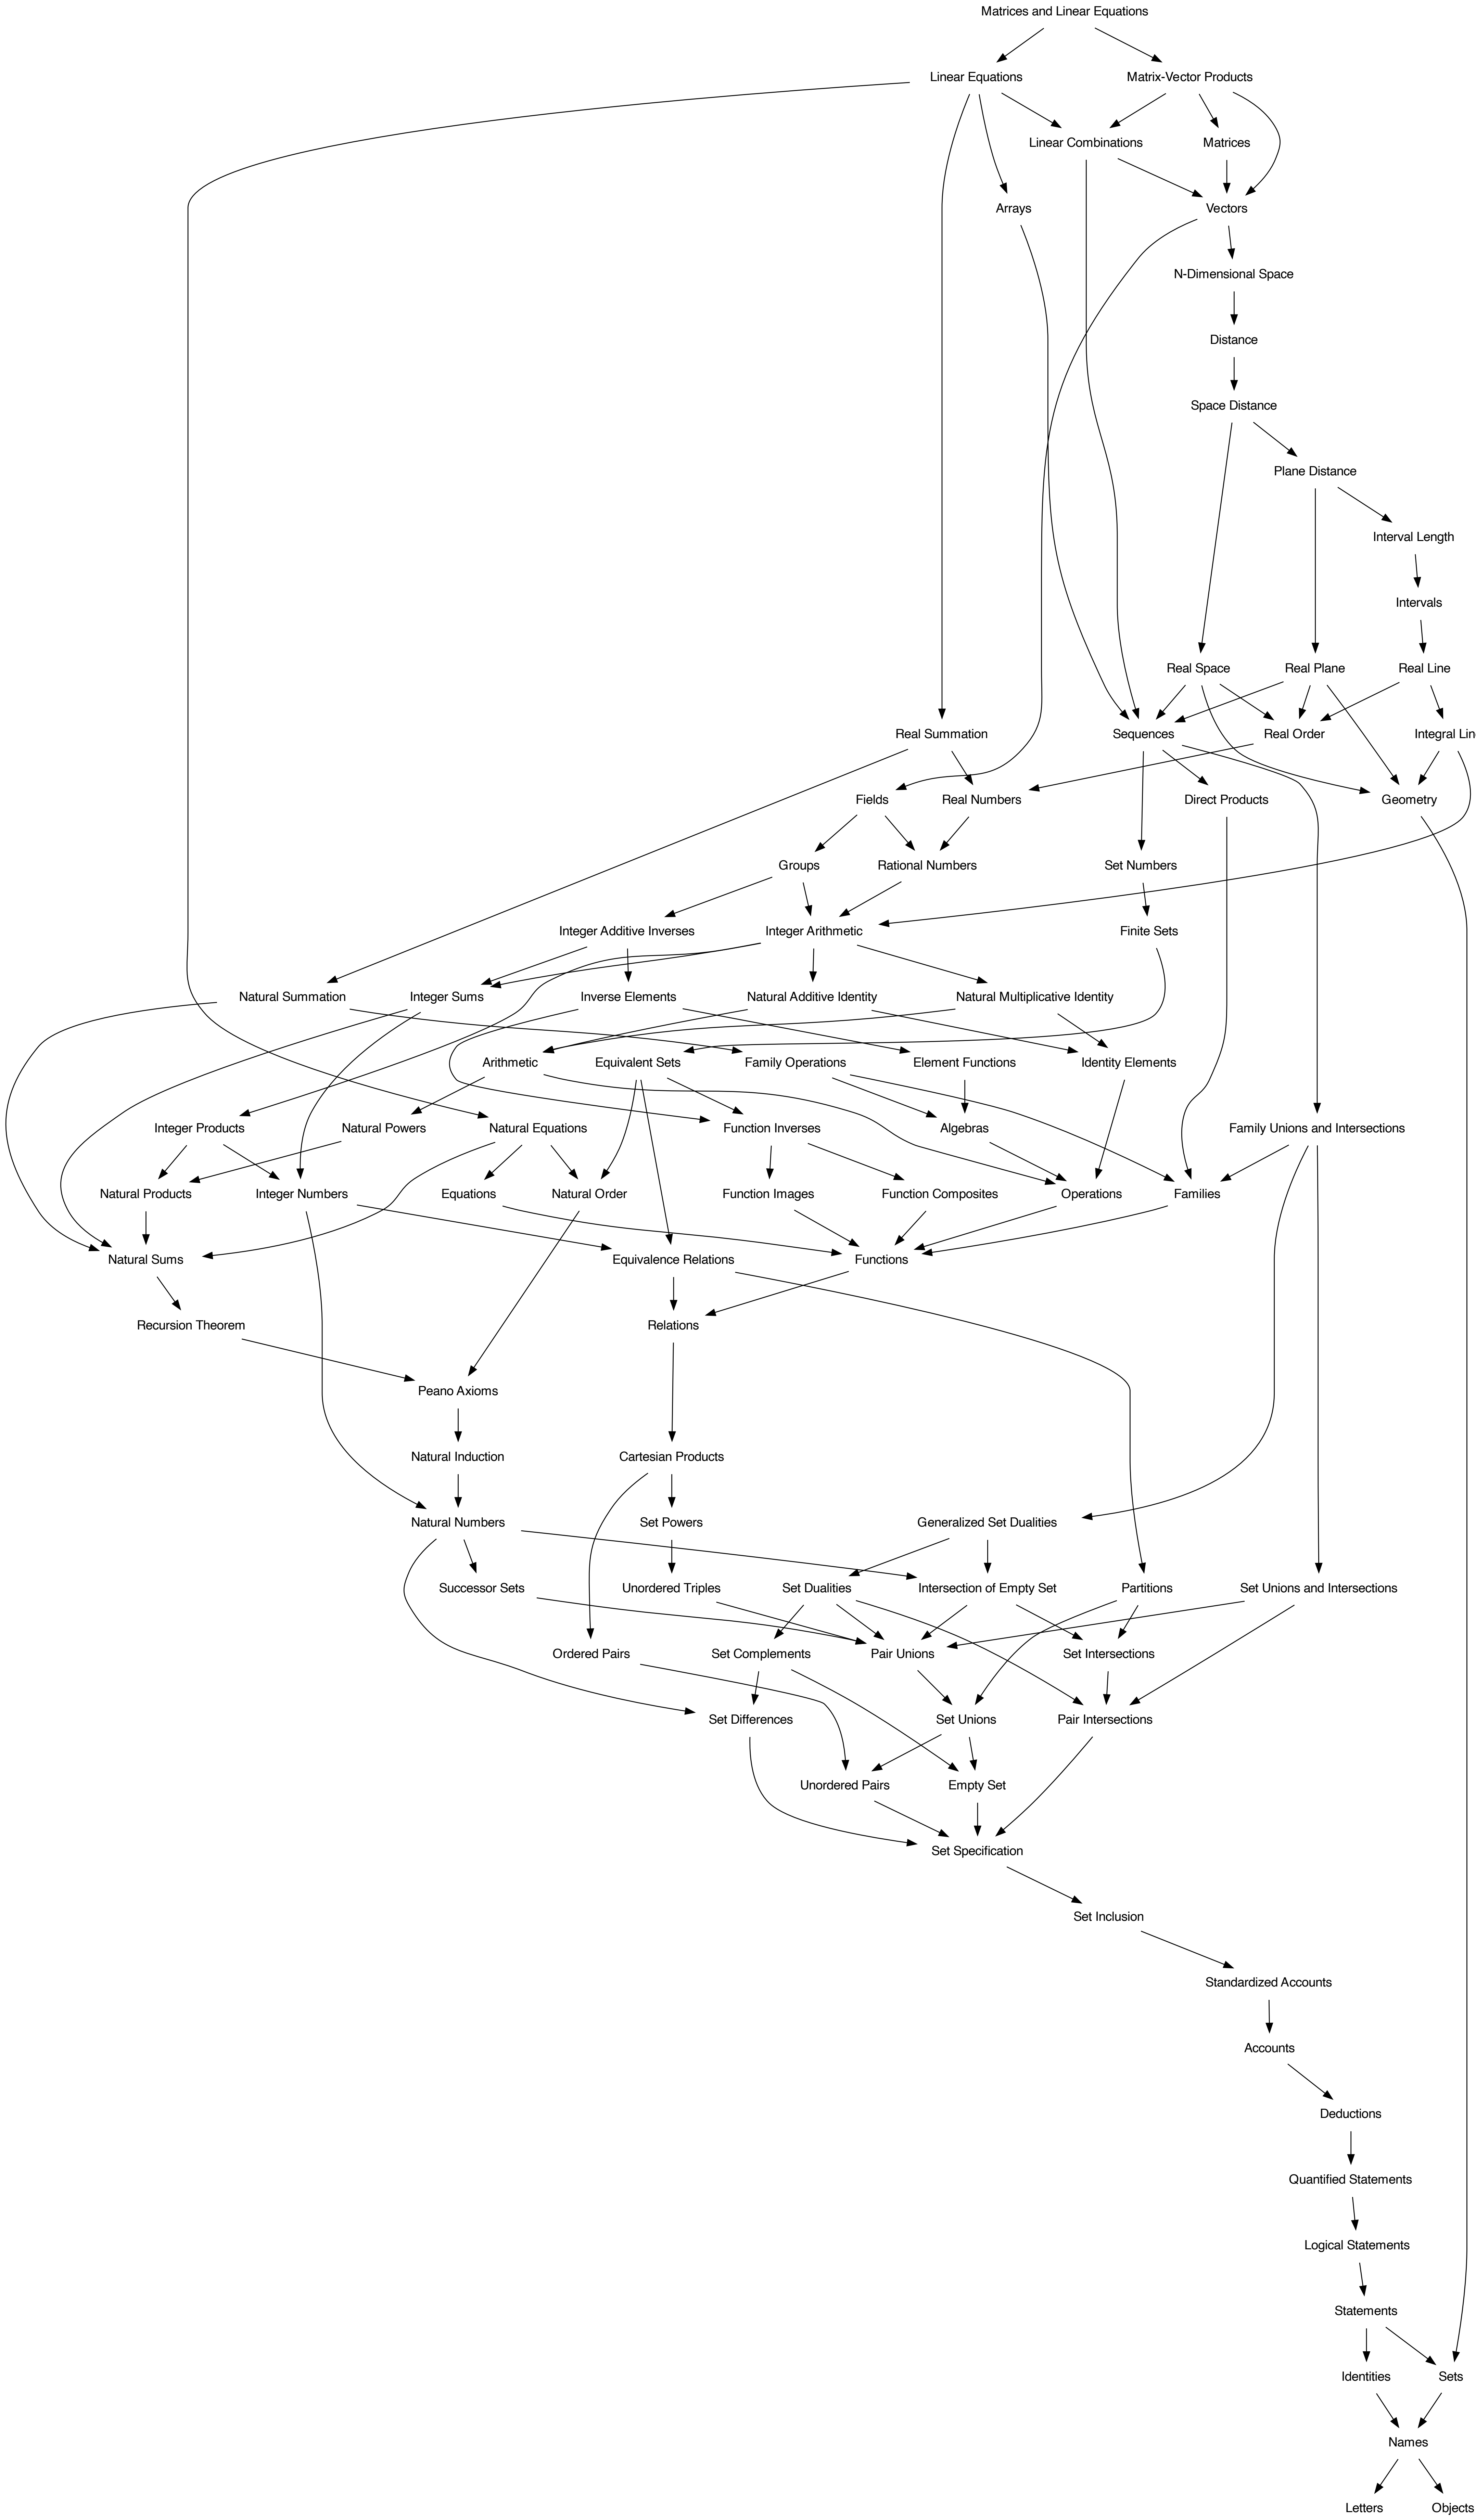 Matrices and Linear Equations
Linear Equations
Matrix-Vector Products
Linear Combinations
Matrices
Arrays
Vectors
N-Dimensional Space
Distance
Space Distance
Plane Distance
Interval Length
Intervals
Real Space
Real Plane
Real Line
Real Summation
Sequences
Real Order
Integral Lin
Fields
Real Numbers
Direct Products
Geometry
Groups
Rational Numbers
Set Numbers
Integer Additive Inverses
Integer Arithmetic
Finite Sets
Natural Summation
Integer Sums
Inverse Elements
Natural Additive Identity
Natural Multiplicative Identity
Arithmetic
Equivalent Sets
Family Operations
Element Functions
Identity Elements
Integer Products
Natural Powers
Natural Equations
Function Inverses
Algebras
Family Unions and Intersections
Natural Products
Integer Numbers
Equations
Natural Order
Function Images
Function Composites
Operations
Families
Natural Sums
Equivalence Relations
Functions
Recursion Theorem
Relations
Peano Axioms
Natural Induction
Cartesian Products
Natural Numbers
Set Powers
Generalized Set Dualities
Successor Sets
Unordered Triples
Set Dualities
Intersection of Empty Set
Partitions
Set Unions and Intersections
Ordered Pairs
Set Complements
Pair Unions
Set Intersections
Set Differences
Set Unions
Pair Intersections
Unordered Pairs
Empty Set
Set Specification
Set Inclusion
Standardized Accounts
Accounts
Deductions
Quantified Statements
Logical Statements
Statements
Identities
Sets
Names
Letters
Objects